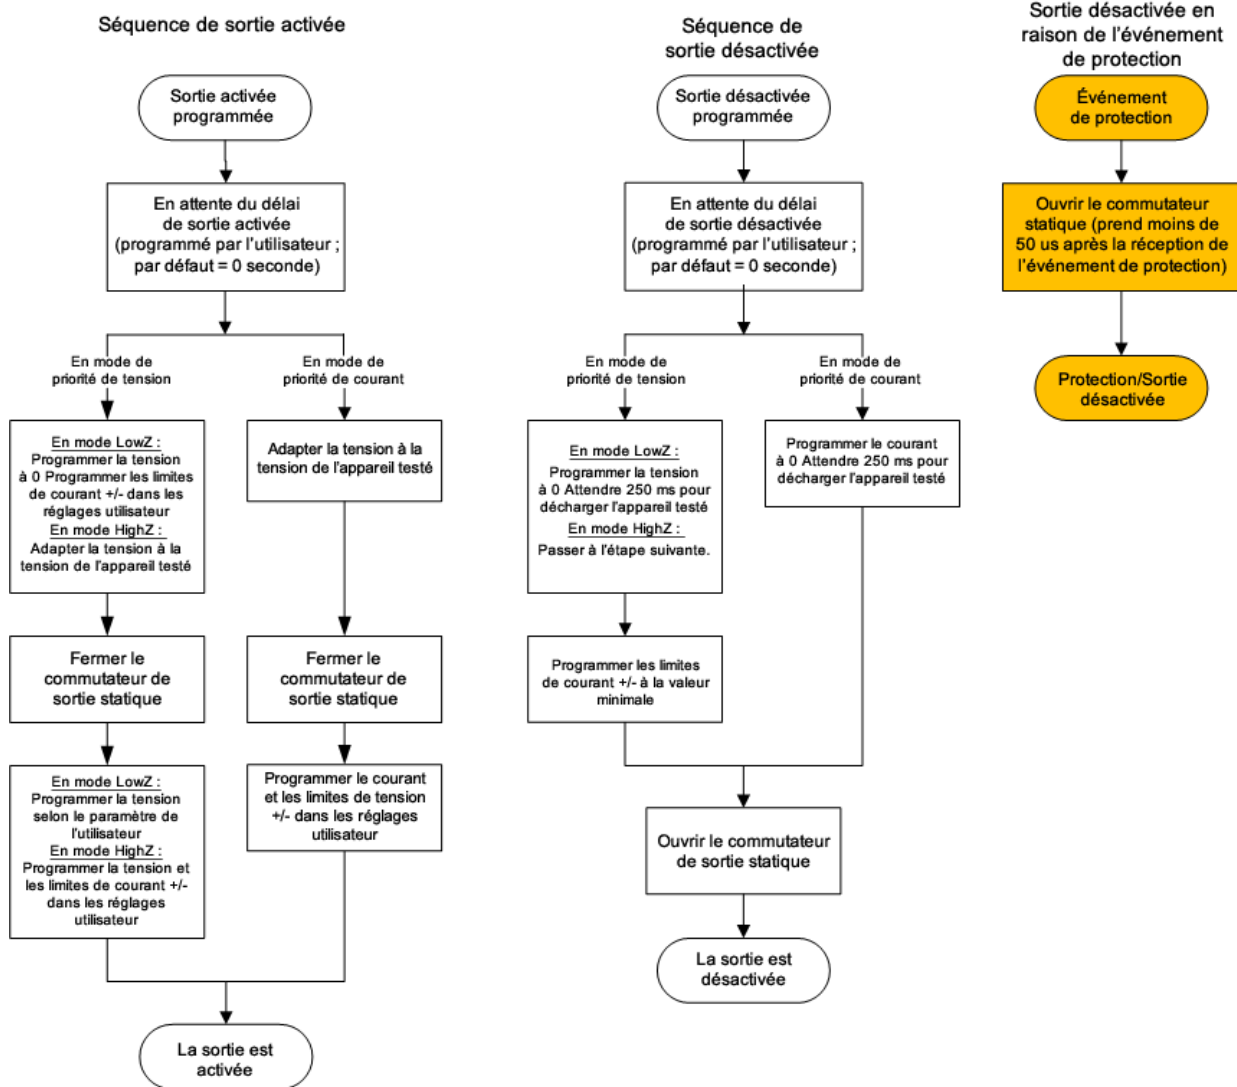 Séquence de sortie activée
Sortie activée
programmée
En attente du délai
de sortie activée
(programmé par l'utilisateur ;
par défaut = 0 seconde)
En mode de
priorité de tension
En mode de
priorité de courant
En mode LowZ :
Programmer la tension
à 0 Programmer les limites
de courant +/- dans les
réglages utilisateur
En mode HighZ :
Adapter la tension à la
tension de l'appareil testé
Adapter la tension à la
tension de l'appareil testé
Fermer le
commutateur de
sortie statique
Fermer le
commutateur de
sortie statique
En mode LowZ :
Programmer la tension
selon le paramètre de
l'utilisateur
En mode HighZ :
Programmer la tension et
les limites de courant +/-
dans les réglages
utilisateur
Programmer le courant
et les limites de tension
+/- dans les réglages
utilisateur
La sortie est
activée
Séquence de
sortie désactivée
Sortie désactivée
programmée
En attente du délai
de sortie désactivée
(programmé par l'utilisateur ;
par défaut = 0 seconde)
En mode de
priorité de tension
En mode de
priorité de courant
En mode LowZ :
Programmer la tension
à 0 Attendre 250 ms pour
décharger l'appareil testé
En mode HighZ :
Passer à l'étape suivante.
Programmer le courant
à 0 Attendre 250 ms pour
décharger l'appareil testé
Programmer les limites
de courant +/- à la valeur
minimale
Ouvrir le commutateur
de sortie statique
La sortie est
désactivée
Sortie désactivée en
raison de l'événement
de protection
Événement
de protection
Ouvrir le commutateur
statique (prend moins de
50 us après la réception de
l'événement de protection)
Protection/Sortie
désactivée